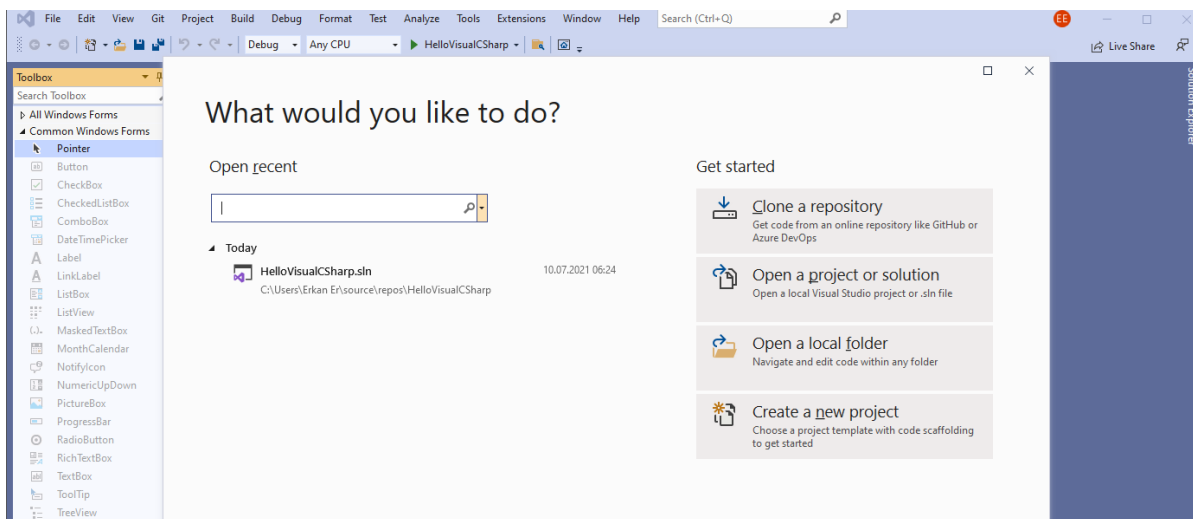 File Edit View Git Project Build Debug Format Test Analyze Tools Extensions Window Help Search (Ctrl+Q) EE
Debug Any CPU HelloVisualCSharp Live Share
Toolbox
Search Toolbox
All Windows Forms
Common Windows Forms
Pointer
Button
CheckBox
CheckedListBox
ComboBox
DateTimePicker
Label
LinkLabel
ListBox
ListView
MaskedTextBox
MonthCalendar
NotifyIcon
NumericUpDown
PictureBox
ProgressBar
RadioButton
RichTextBox
TextBox
ToolTip
TreeView
What would you like to do?
Open recent
Today
HelloVisualCSharp.sln 10.07.2021 06:24
C:\Users\Erkan Er\source\repos\HelloVisualCSharp
Get started
Clone a repository
Get code from an online repository like GitHub or
Azure DevOps
Open a project or solution
Open a local Visual Studio project or .sln file
Open a local folder
Navigate and edit code within any folder
Create a new project
Choose a project template with code scaffolding
to get started
Solution Explorer